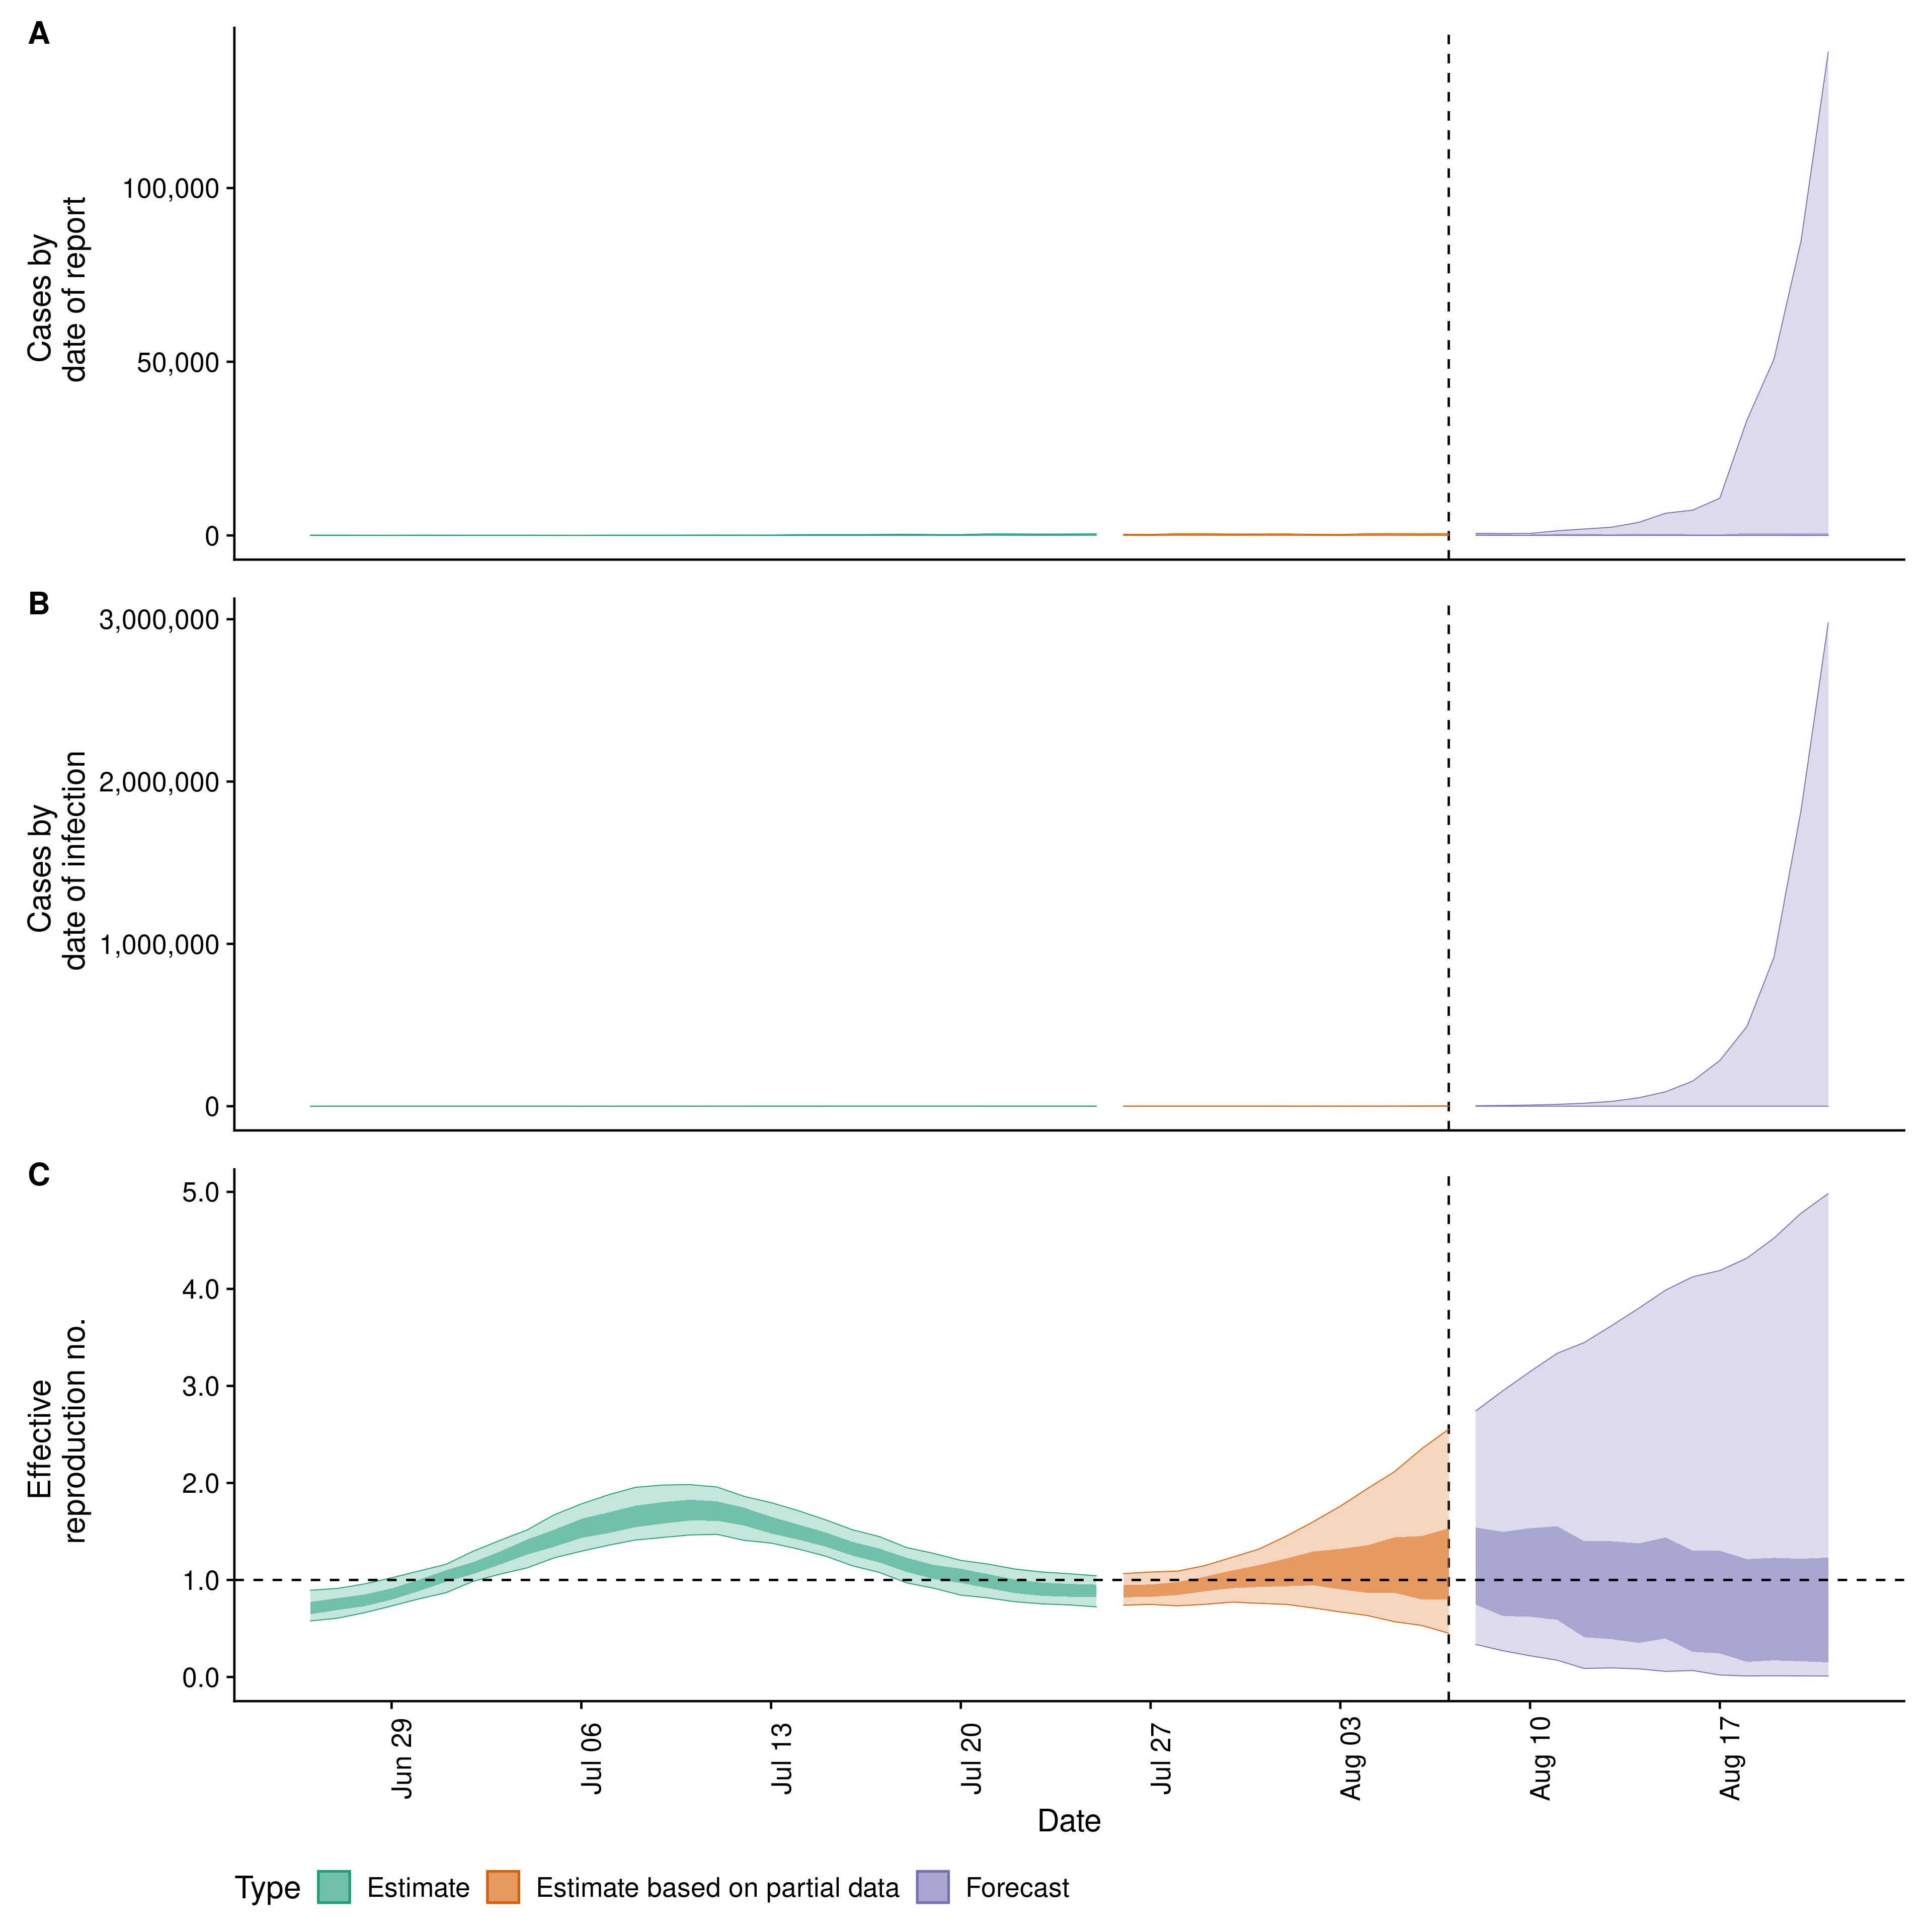 A
Cases by
date of report
100,000
50,000
0
B
Cases by
date of infection
3,000,000
2,000,000
1,000,000
0
C
Effective
reproduction no.
5.0
4.0
3.0
2.0
1.0
0.0
Jun 29
Jul 06
Jul 13
Jul 20
Jul 27
Aug 03
Aug 10
Aug 17
Date
Type Estimate Estimate based on partial data Forecast